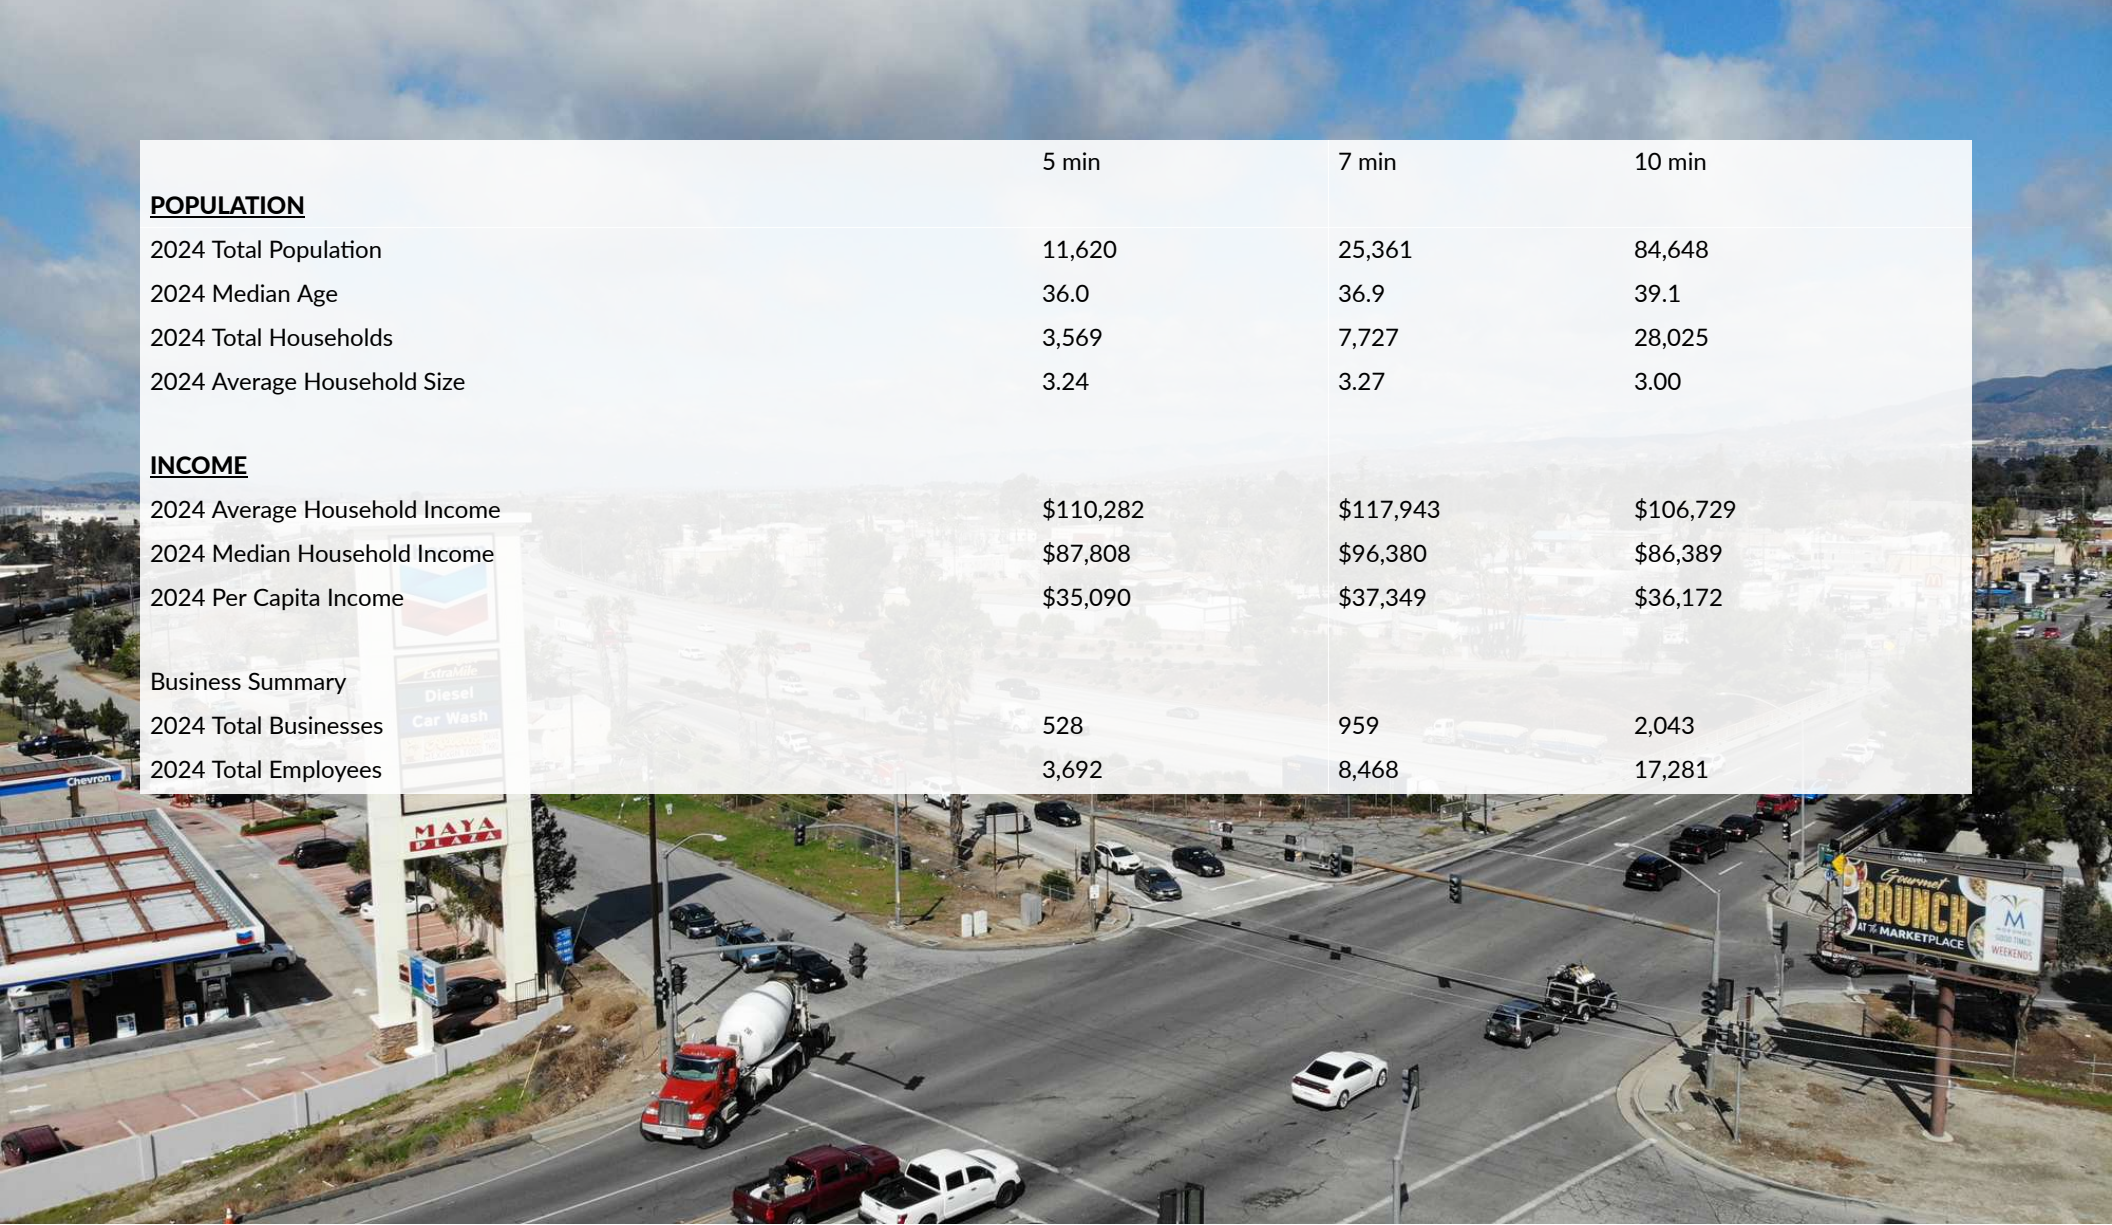 5 min 7 min 10 min
POPULATION
2024 Total Population 11,620 25,361 84,648
2024 Median Age 36.0 36.9 39.1
2024 Total Households 3,569 7,727 28,025
2024 Average Household Size 3.24 3.27 3.00
INCOME
2024 Average Household Income $110,282 $117,943 $106,729
2024 Median Household Income $87,808 $96,380 $86,389
2024 Per Capita Income $35,090 $37,349 $36,172
Business Summary
2024 Total Businesses 528 959 2,043
2024 Total Employees 3,692 8,468 17,281
ExtraMile
Diesel
Car Wash
Chevron
MAYA
PLAZA
Gourmet
BRUNCH
AT The MARKETPLACE
M
GOOD TIMES
WEEKENDS